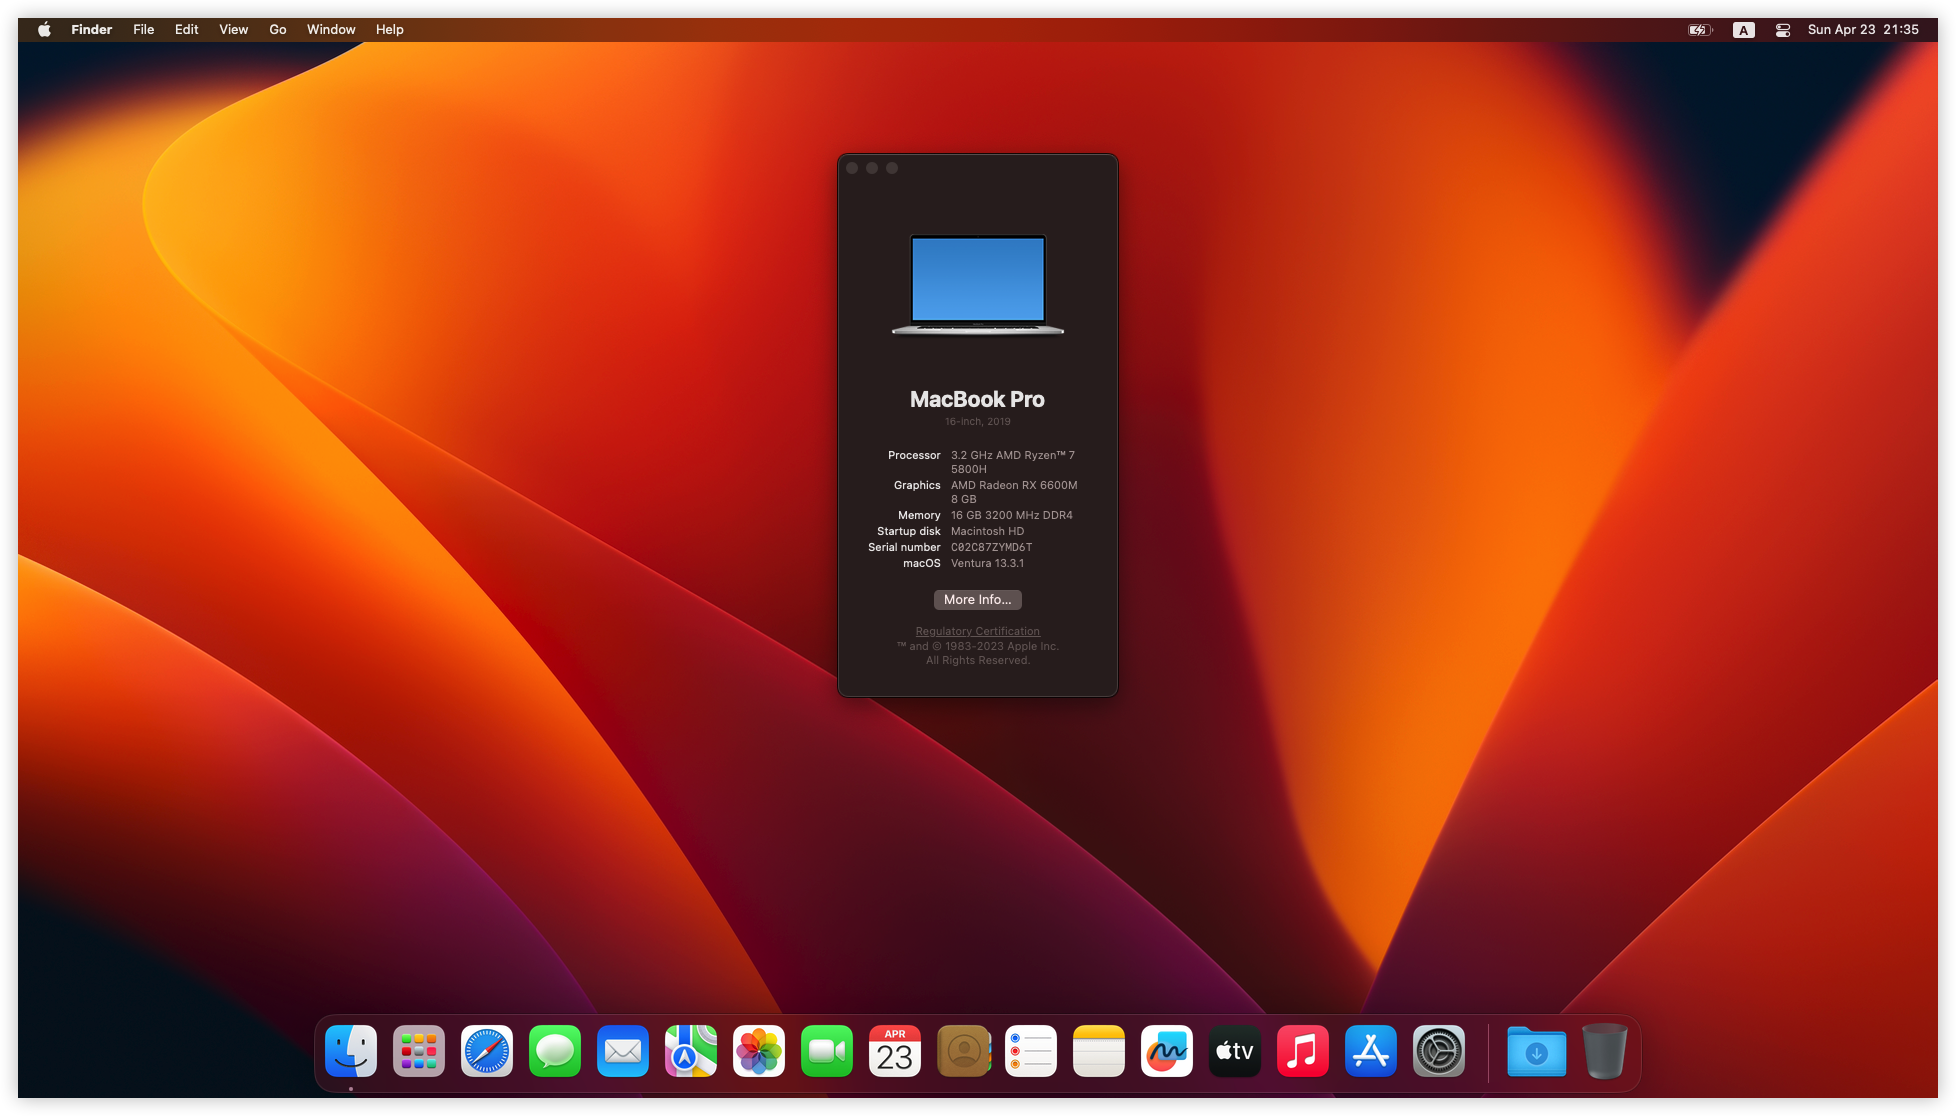 Finder File Edit View Go Window Help
A Sun Apr 23 21:35
MacBook Pro
16-inch, 2019
Processor 3.2 GHz AMD Ryzen™ 7
5800H
Graphics AMD Radeon RX 6600M
8 GB
Memory 16 GB 3200 MHz DDR4
Startup disk Macintosh HD
Serial number C02C87ZYMD6T
macOS Ventura 13.3.1
More Info...
Regulatory Certification
™ and © 1983-2023 Apple Inc.
All Rights Reserved.
APR
23
tv